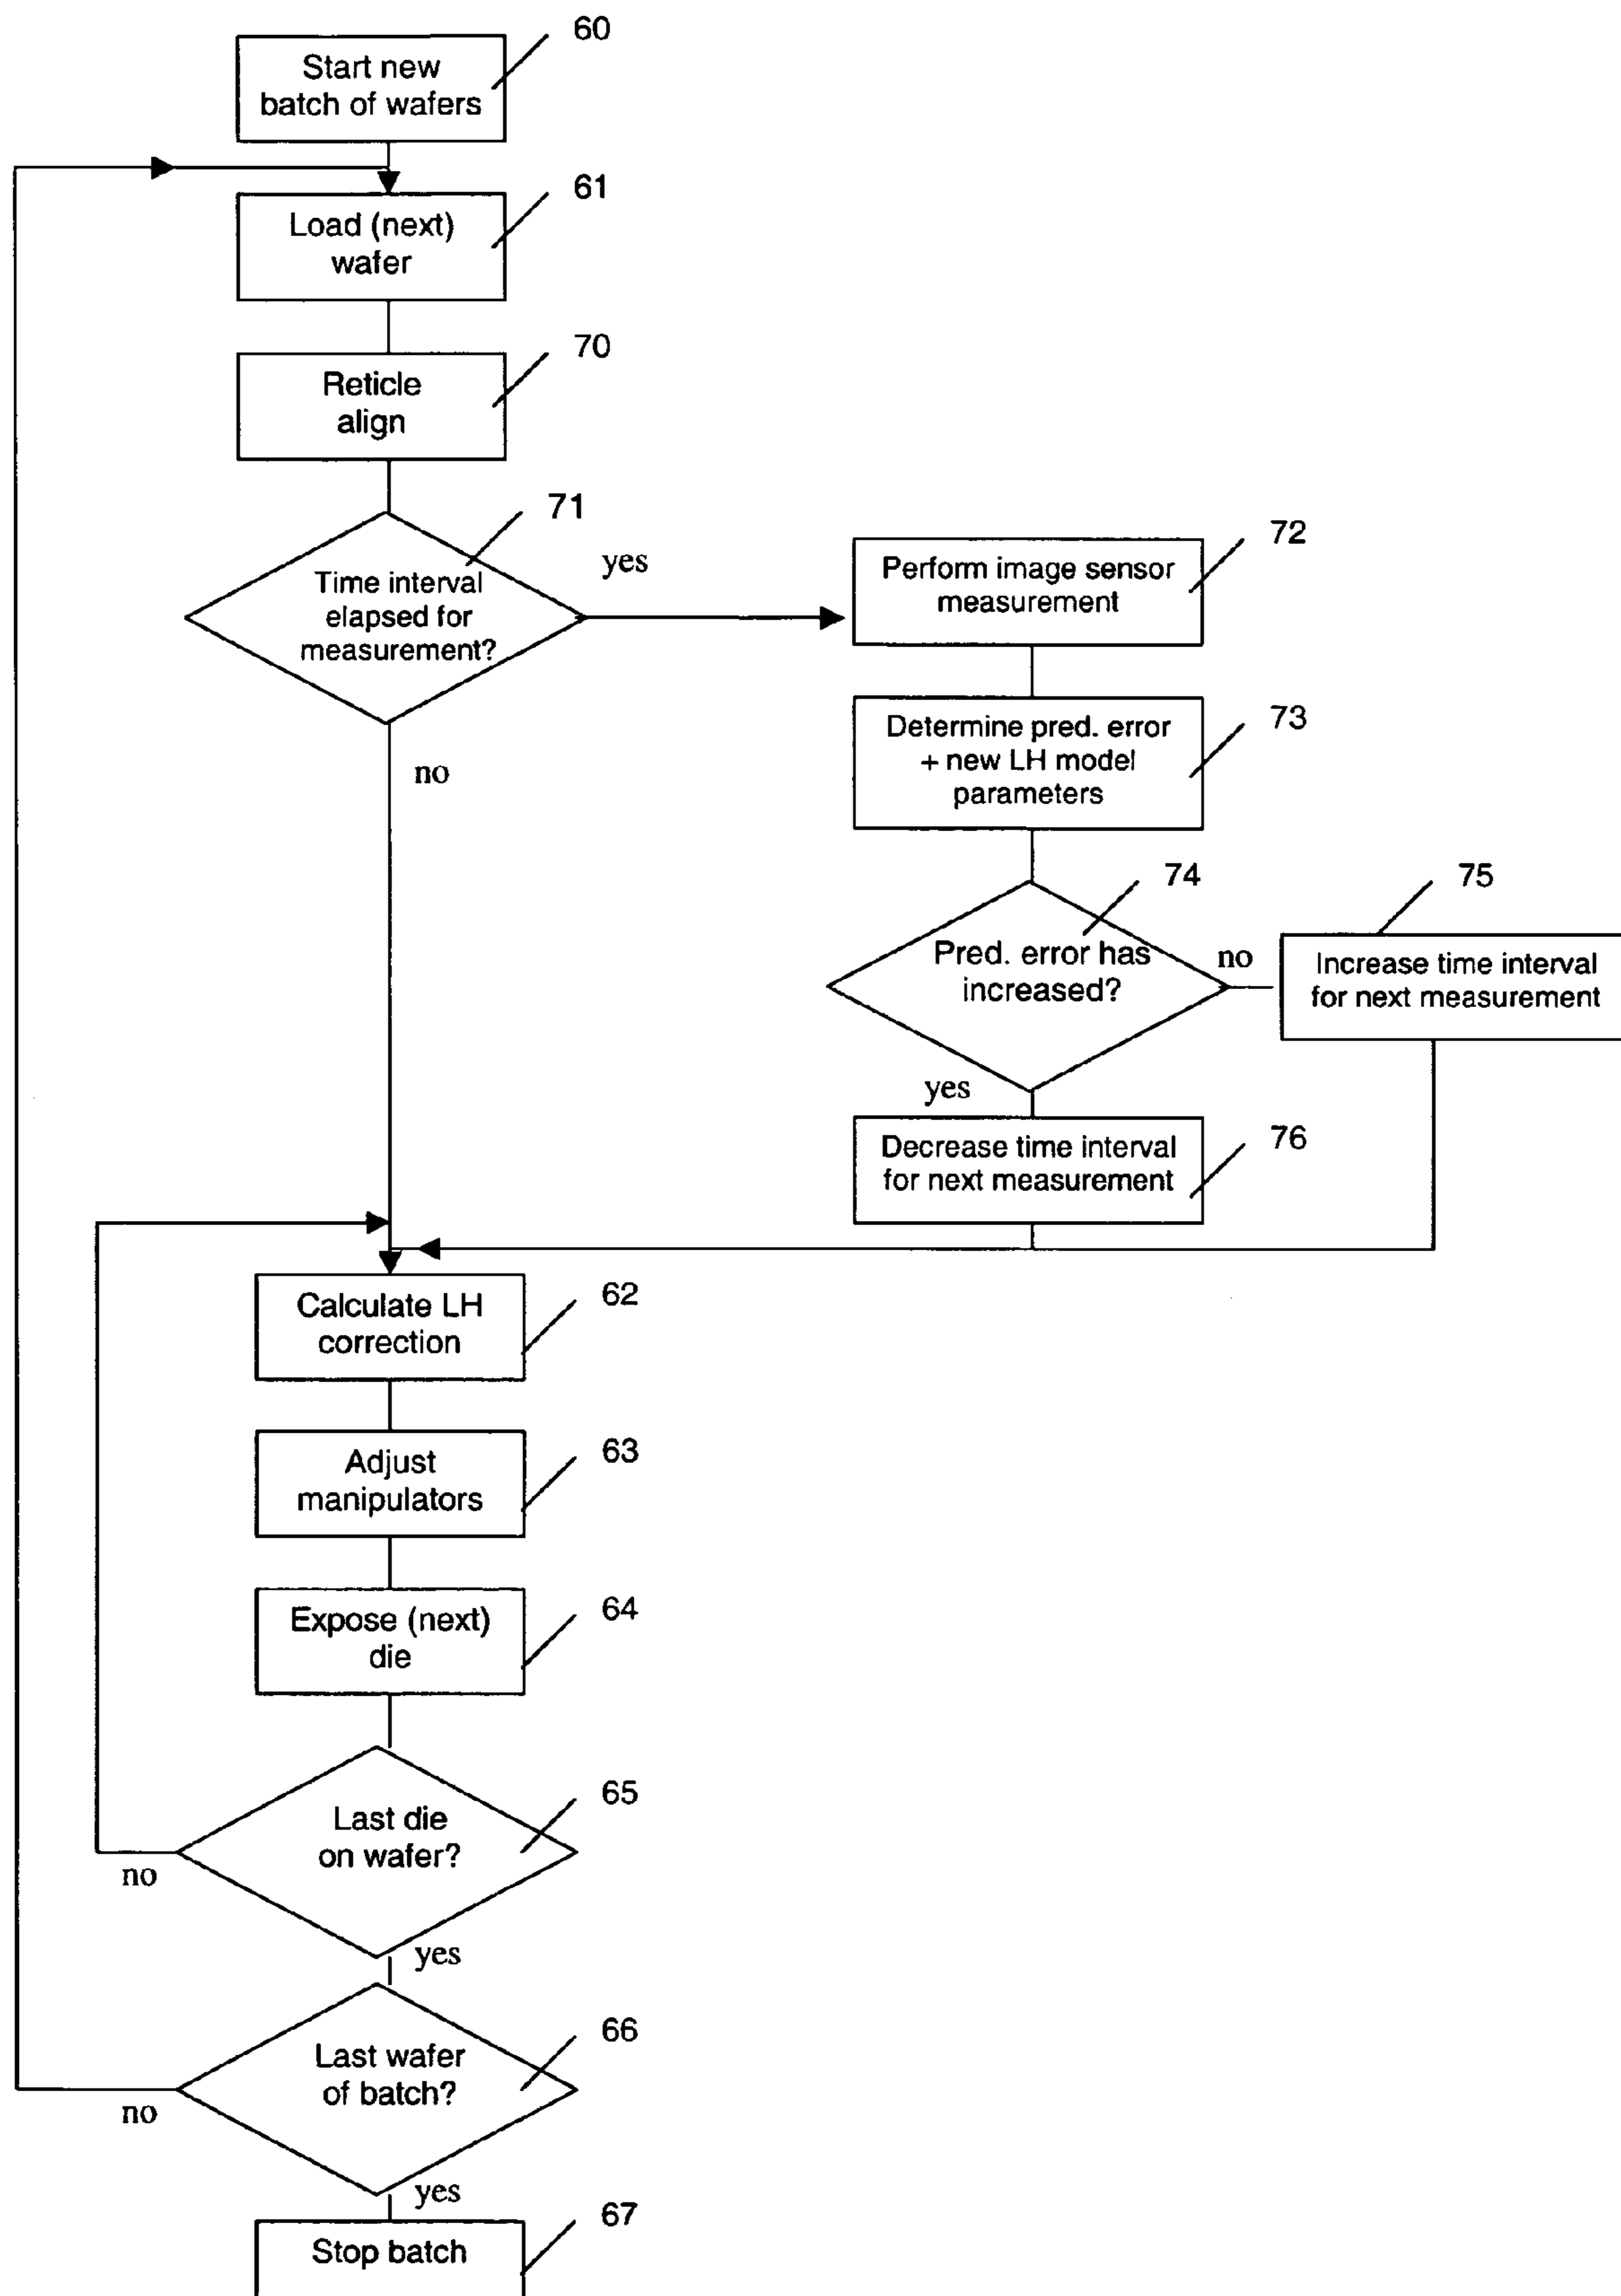 60
Start new
batch of wafers
61
Load (next)
wafer
70
Reticle
align
71
Time interval
elapsed for
measurement?
yes
no
72
Perform image sensor
measurement
73
Determine pred. error
+ new LH model
parameters
74
Pred. error has
increased?
no
yes
75
Increase time interval
for next measurement
76
Decrease time interval
for next measurement
62
Calculate LH
correction
63
Adjust
manipulators
64
Expose (next)
die
65
Last die
on wafer?
no
yes
66
Last wafer
of batch?
no
yes
67
Stop batch